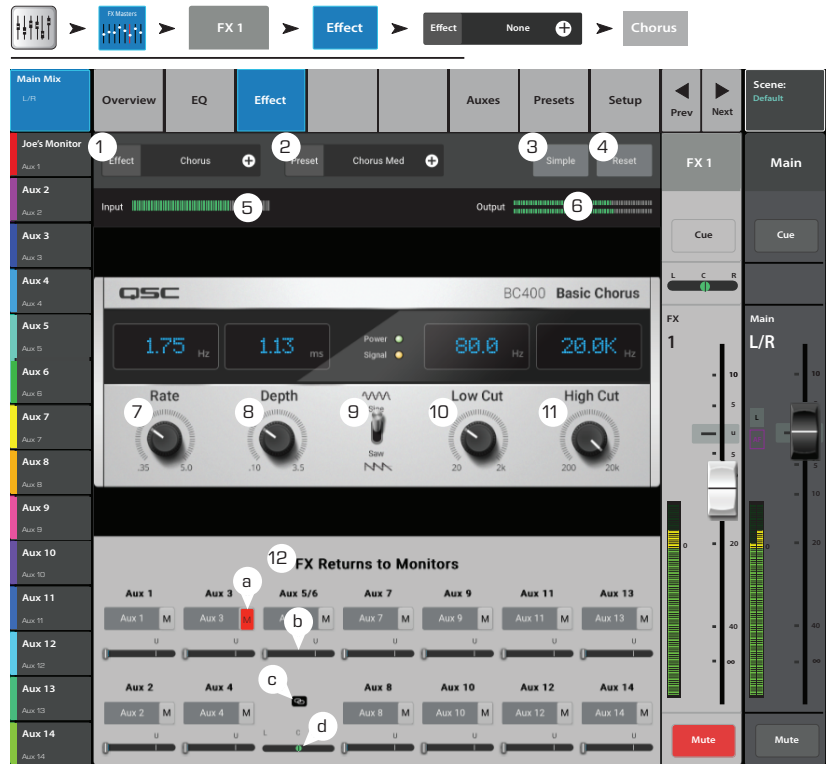 FX Masters
FX 1
Effect
Effect None
Chorus
Main Mix
L/R
Overview EQ Effect Auxes Presets Setup
Prev Next
Scene:
Default
Joe's Monitor
Aux 1
1 2 3 4
Effect Chorus
Preset Chorus Med
Simple Reset
FX 1
Main
Aux 2
Aux 2
Input 5
Output 6
Aux 3
Aux 3
Cue Cue
Aux 4
Aux 4
QSC BC400 Basic Chorus
L C R
Aux 5
Aux 5
1.75 Hz 1.13 ms
Power
Signal
80.0 Hz 20.0K Hz
FX
1
Main
L/R
Aux 6
Aux 6
Rate Depth Low Cut High Cut
7 8 9 10 11
Sine
Saw
.35 5.0 .10 3.5 20 2k 200 20k
10 10
5 5
U
L
5 5
10
20 20
0 0
40 40
∞ ∞
Aux 7
Aux 7
Aux 8
Aux 8
Aux 9
Aux 9
Aux 10
Aux 10
12 FX Returns to Monitors
a
Aux 11
Aux 11
Aux 1 Aux 3 Aux 5/6 Aux 7 Aux 9 Aux 11 Aux 13
Aux 1 M Aux 3 M M Aux 7 M Aux 9 M Aux 11 M Aux 13 M
b
U U U U U U U
Aux 12
Aux 12
Aux 13
Aux 13
c
Aux 2 Aux 4 Aux 8 Aux 10 Aux 12 Aux 14
Aux 2 M Aux 4 M Aux 8 M Aux 10 M Aux 12 M Aux 14 M
d
U U L C U U U U
Aux 14
Aux 14
Mute Mute